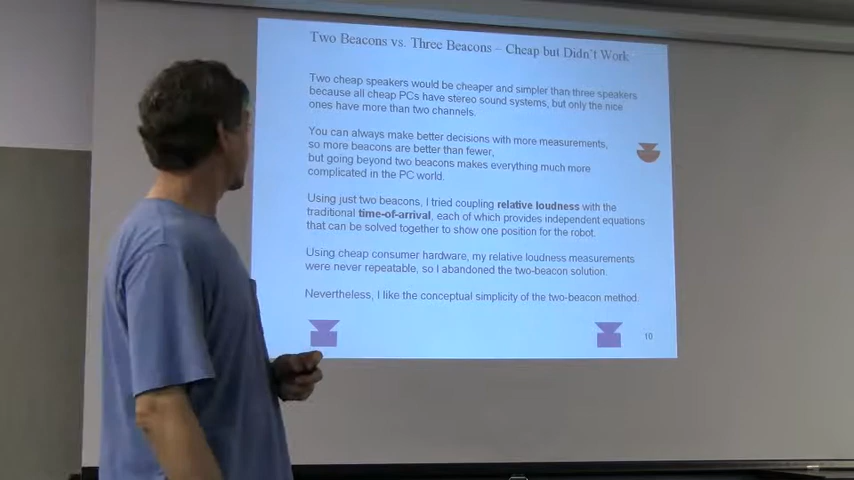 Two Beacons vs. Three Beacons – Cheap but Didn't Work
Two cheap speakers would be cheaper and simpler than three speakers
because all cheap PCs have stereo sound systems, but only the nice
ones have more than two channels.
You can always make better decisions with more measurements,
so more beacons are better than fewer,
but going beyond two beacons makes everything much more
complicated in the PC world.
Using just two beacons, I tried coupling relative loudness with the
traditional time-of-arrival, each of which provides independent equations
that can be solved together to show one position for the robot.
Using cheap consumer hardware, my relative loudness measurements
were never repeatable, so I abandoned the two-beacon solution.
Nevertheless, I like the conceptual simplicity of the two-beacon method.
10